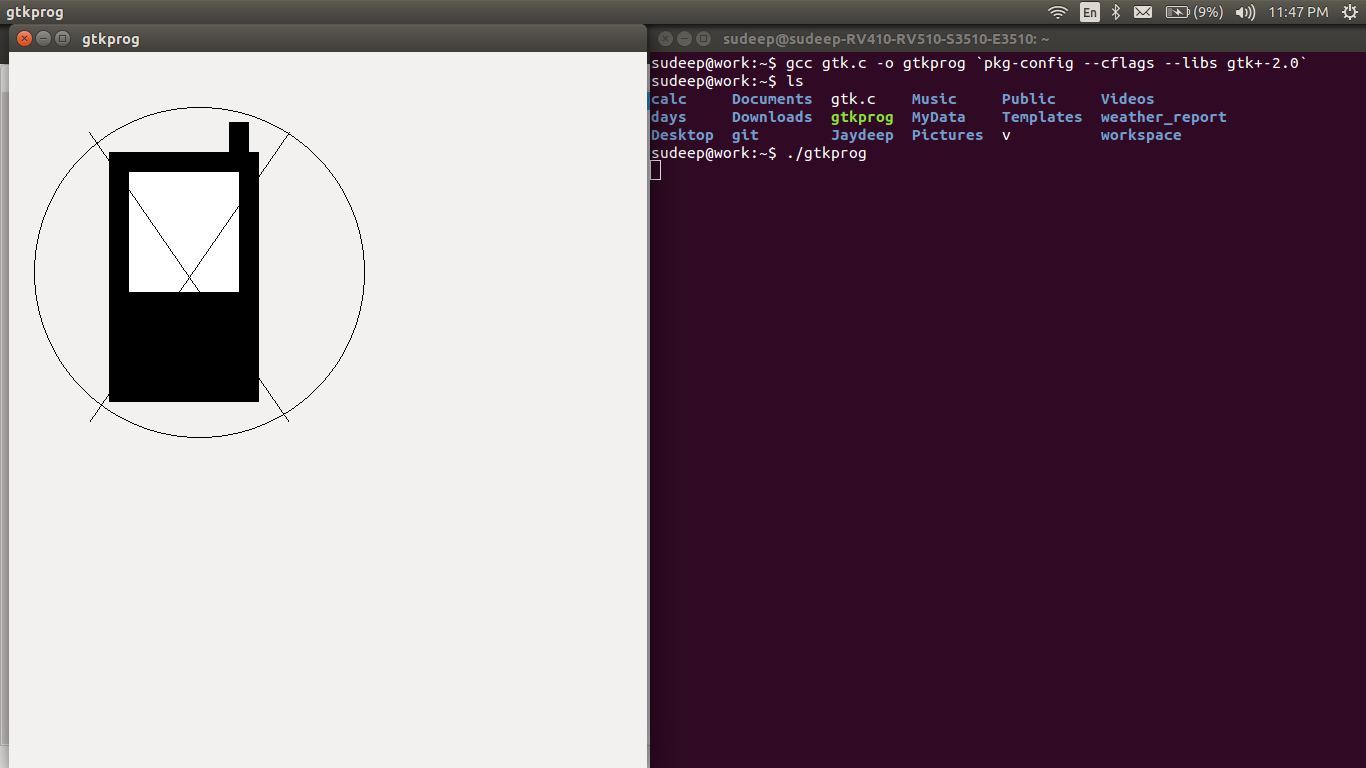 gtkprog
En (9%) 11:47 PM
gtkprog
sudeep@sudeep-RV410-RV510-S3510-E3510: ~
sudeep@work:~$ gcc gtk.c -o gtkprog `pkg-config --cflags --libs gtk+-2.0`
sudeep@work:~$ ls
calc Documents gtk.c Music Public Videos
days Downloads gtkprog MyData Templates weather_report
Desktop git Jaydeep Pictures v workspace
sudeep@work:~$ ./gtkprog